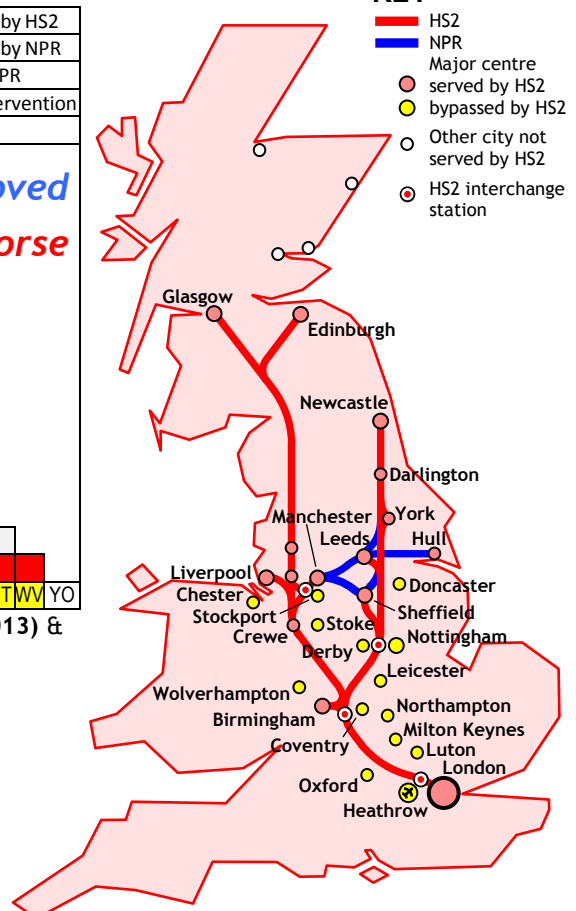 by HS2
by NPR
PR
ervention
oved
orse
HS2
NPR
Major centre
served by HS2
bypassed by HS2
Other city not
served by HS2
HS2 interchange
station
Glasgow
Edinburgh
Newcastle
Darlington
York
Manchester
Leeds
Hull
Liverpool
Chester
Doncaster
Stockport
Sheffield
Crewe
Stoke
Nottingham
Derby
Leicester
Wolverhampton
Birmingham
Northampton
Milton Keynes
Coventry
Luton
London
Oxford
Heathrow
T WV YO
013) &